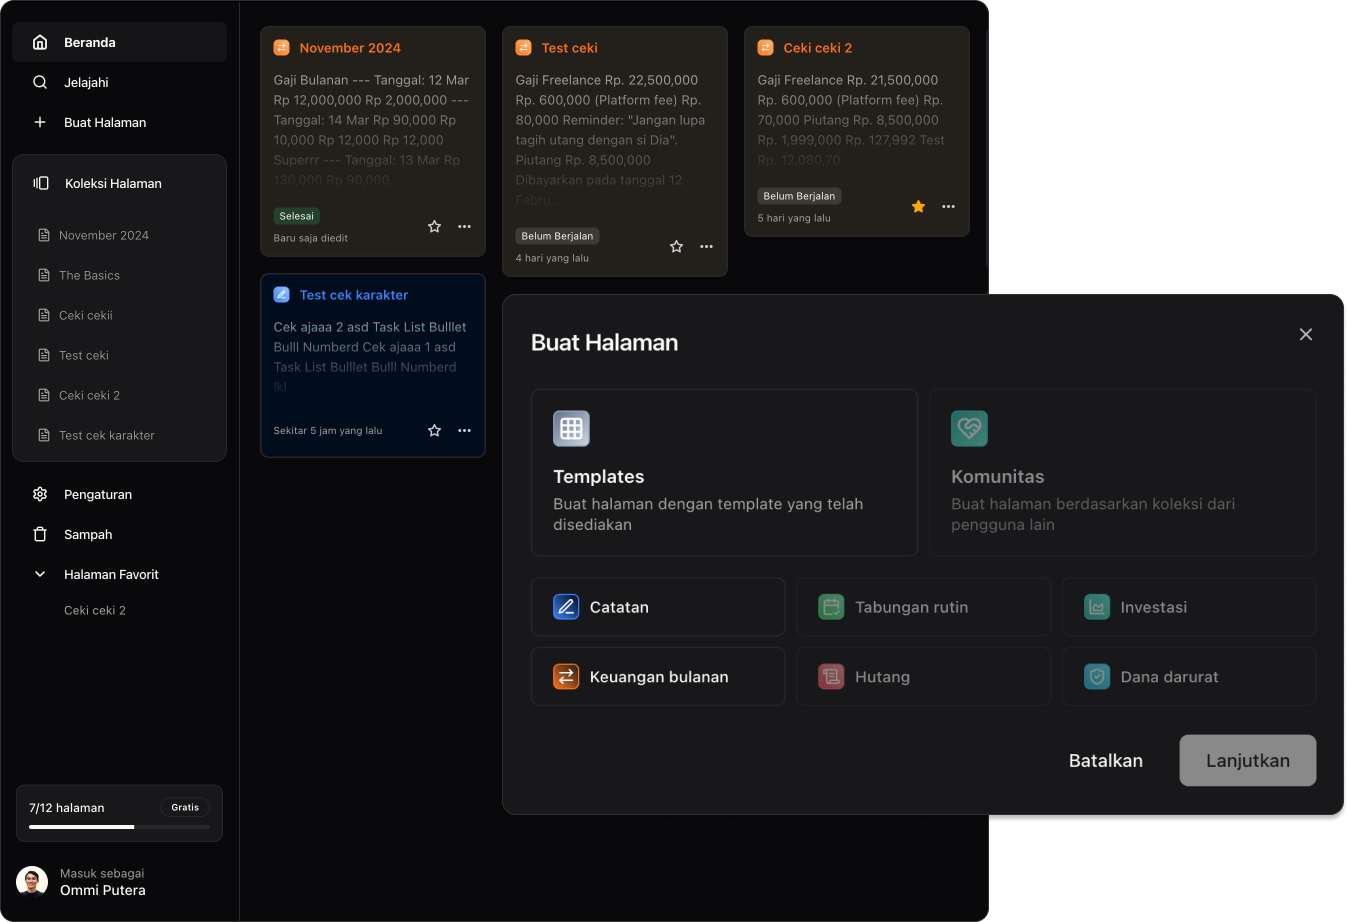 Beranda
Jelajahi
Buat Halaman
Koleksi Halaman
November 2024
The Basics
Ceki cekii
Test ceki
Ceki ceki 2
Test cek karakter
Pengaturan
Sampah
Halaman Favorit
Ceki ceki 2
7/12 halaman
Gratis
Masuk sebagai
Ommi Putera
November 2024
Gaji Bulanan --- Tanggal: 12 Mar
Rp 12,000,000 Rp 2,000,000 ---
Tanggal: 14 Mar Rp 90,000 Rp
10,000 Rp 12,000 Rp 12,000
Superrr --- Tanggal: 13 Mar Rp
130,000 Rp 90,000...
Selesai
Baru saja diedit
Test ceki
Gaji Freelance Rp. 22,500,000
Rp. 600,000 (Platform fee) Rp.
80,000 Reminder: "Jangan lupa
tagih utang dengan si Dia".
Piutang Rp. 8,500,000
Dibayarkan pada tanggal 12
Febru...
Belum Berjalan
4 hari yang lalu
Ceki ceki 2
Gaji Freelance Rp. 21,500,000
Rp. 600,000 (Platform fee) Rp.
70,000 Piutang Rp. 8,500,000
Rp. 1,999,000 Rp. 127,992 Test
Rp. 12,080,70
Belum Berjalan
5 hari yang lalu
Test cek karakter
Cek ajaaa 2 asd Task List Bulllet
Bulll Numberd Cek ajaaa 1 asd
Task List Bulllet Bulll Numberd
lkl
Sekitar 5 jam yang lalu
Buat Halaman
Templates
Buat halaman dengan template yang telah
disediakan
Komunitas
Buat halaman berdasarkan koleksi dari
pengguna lain
Catatan
Tabungan rutin
Investasi
Keuangan bulanan
Hutang
Dana darurat
Batalkan
Lanjutkan